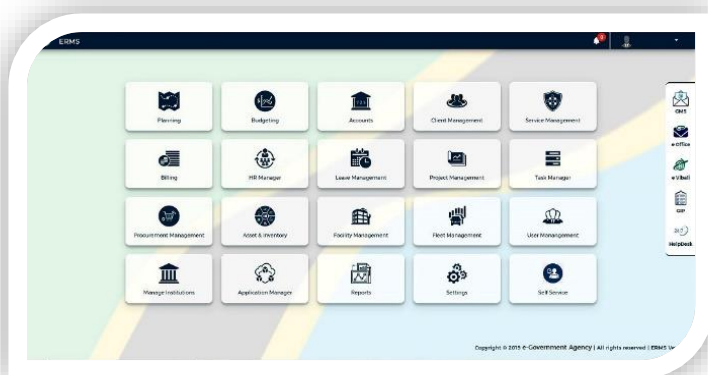 ERMS
Planning
Budgeting
Accounts
Client Management
Service Management
Billing
HR Manager
Leave Management
Project Management
Task Manager
Procurement Management
Asset & Inventory
Facility Management
Fleet Management
User Management
Manage Institutions
Application Manager
Reports
Settings
Self Service
GMS
e-Office
e-Vibali
GIP
HelpDesk
Copyright © 2015 e-Government Agency | All rights reserved | ERMS